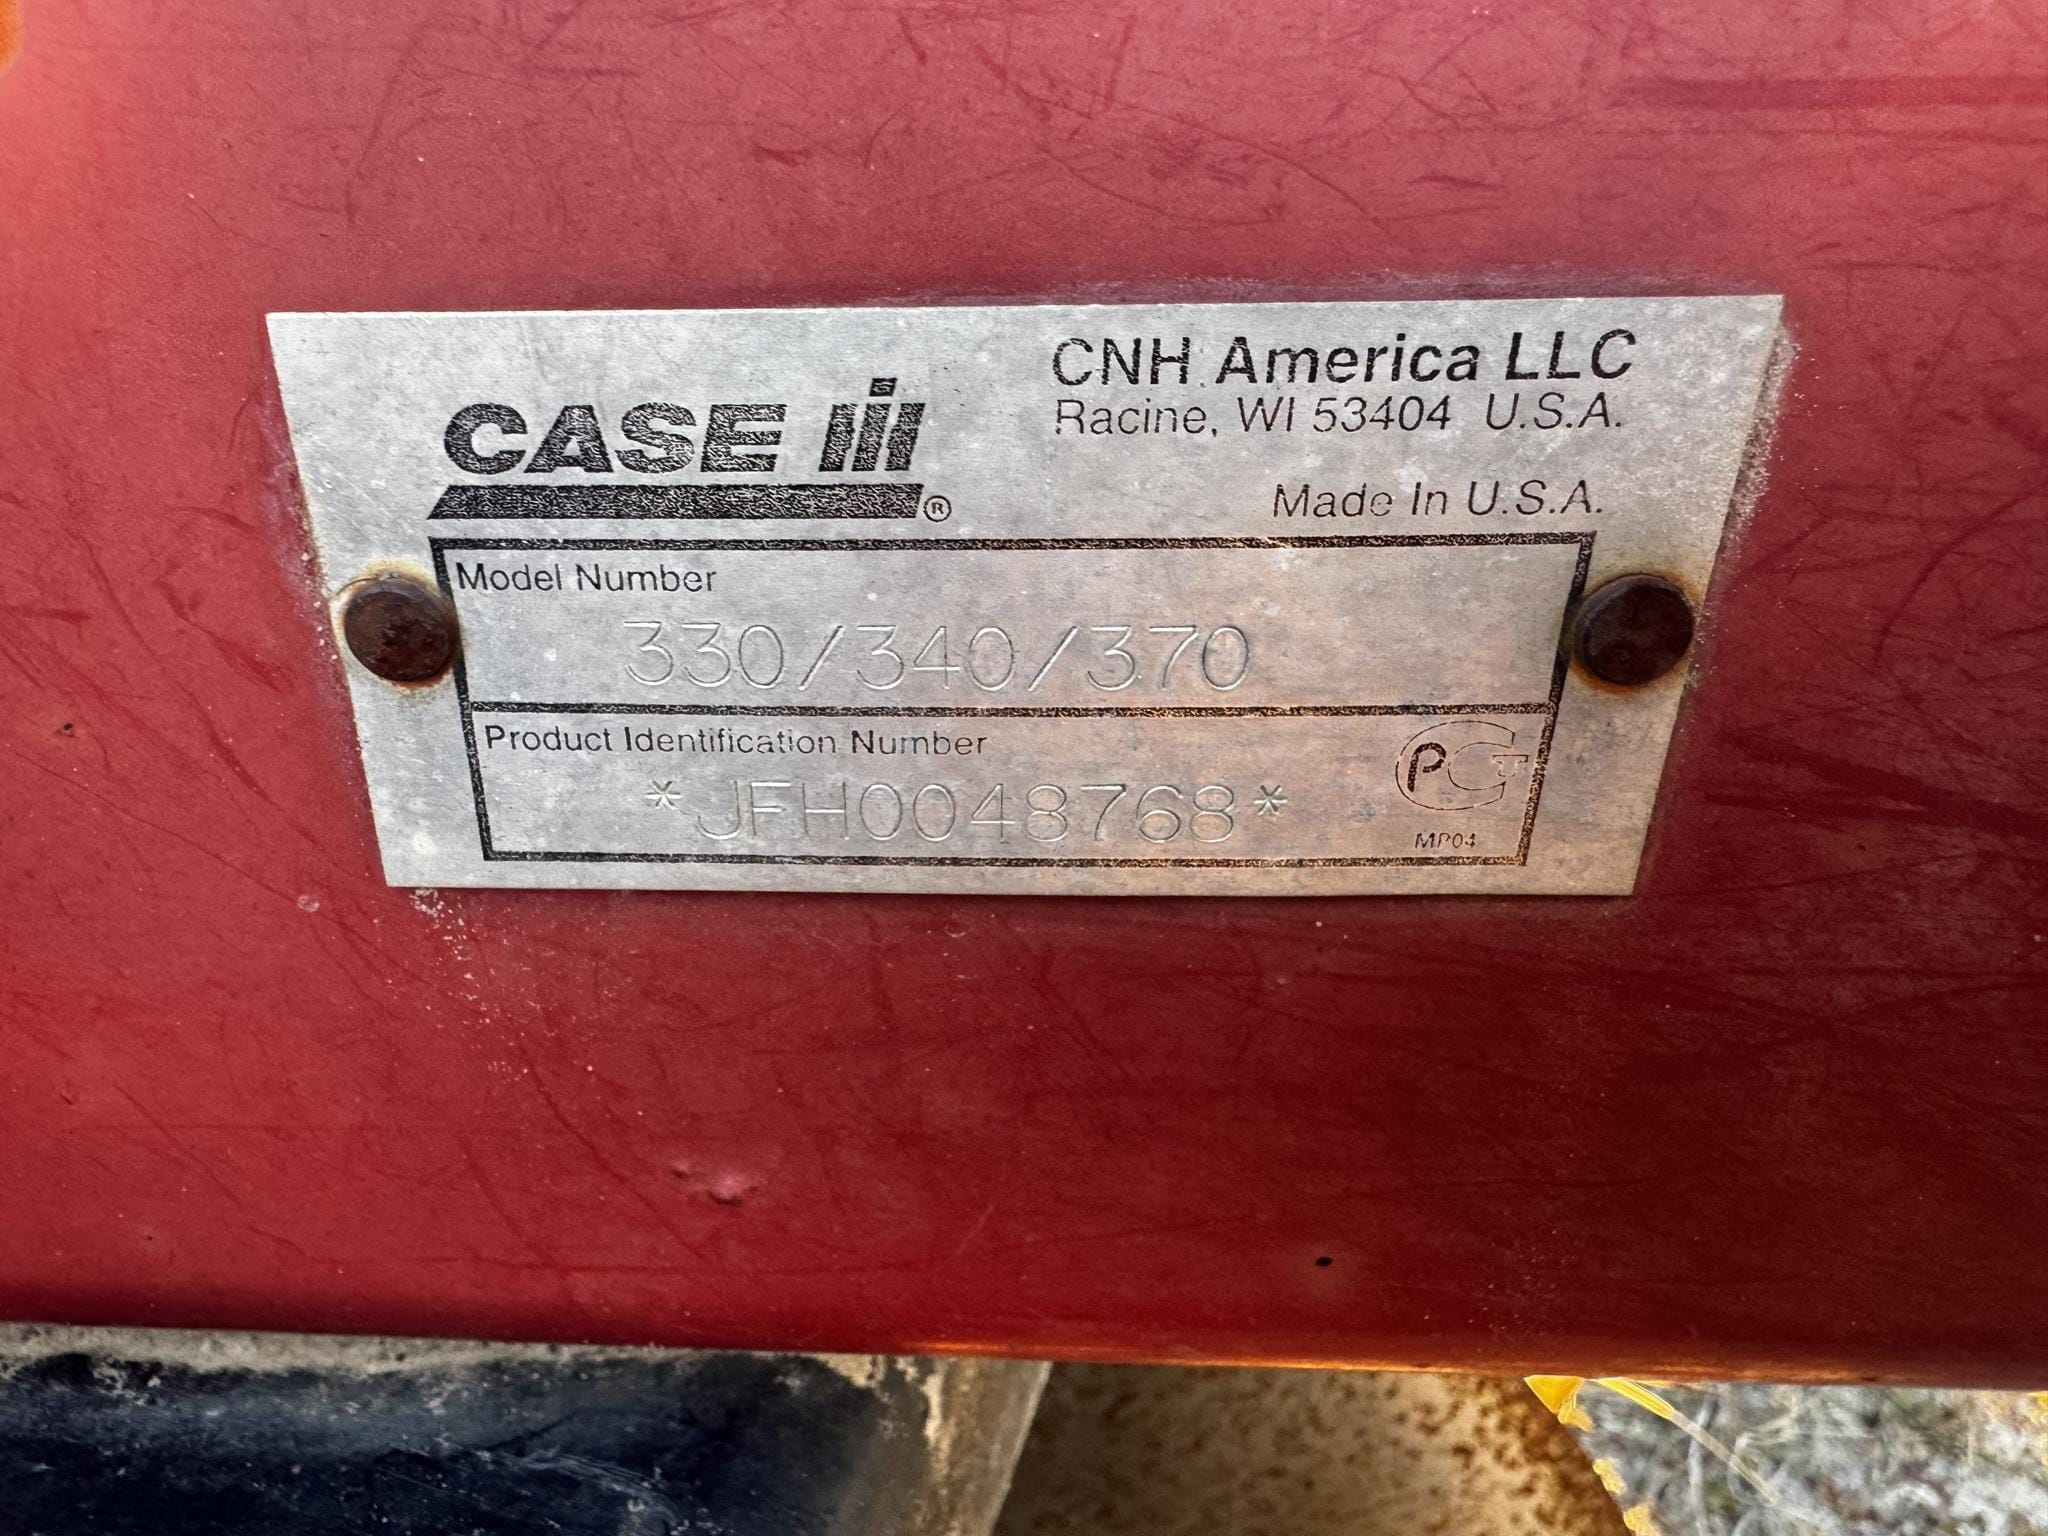 CASE IH
®
CNH America LLC
Racine, WI 53404 U.S.A.
Made In U.S.A.
Model Number
330/340/370
Product Identification Number
*JFH0048768*
PCT
MP04